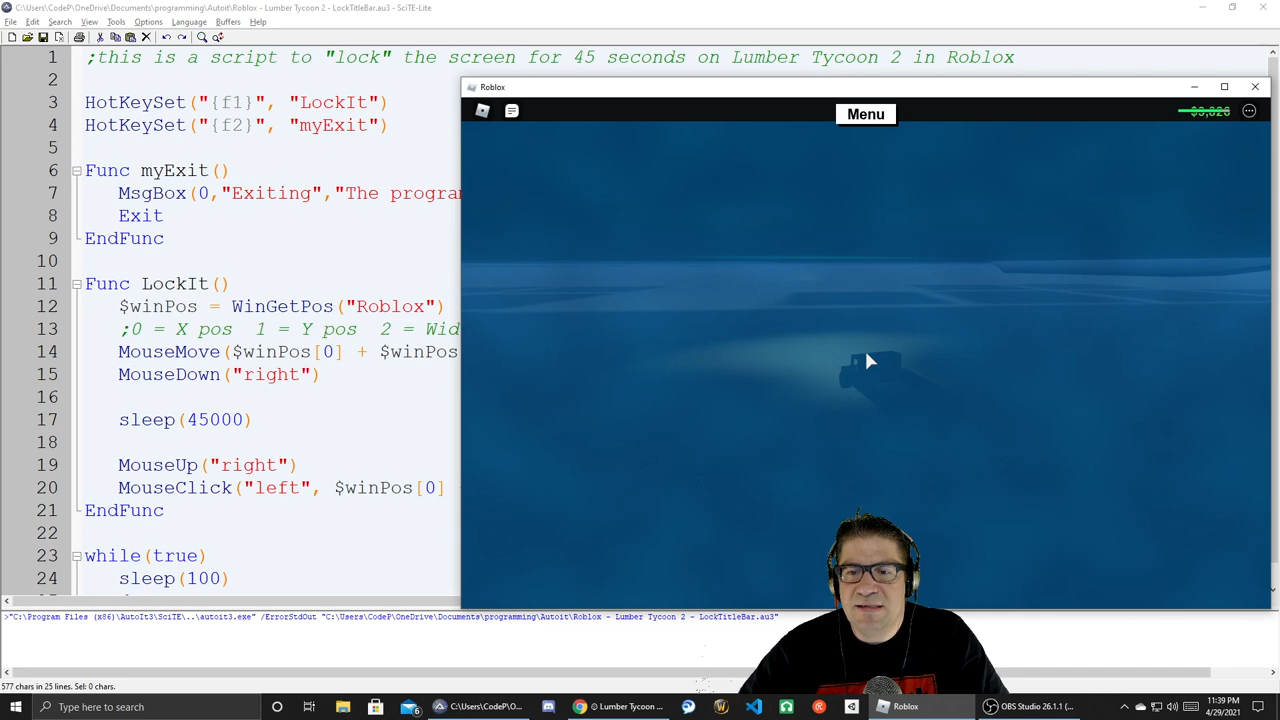 C:\Users\CodeP\OneDrive\Documents\programming\Autoit\Roblox - Lumber Tycoon 2 - LockTitleBar.au3 - SciTE-Lite
File Edit Search View Tools Options Language Buffers Help
1 ;this is a script to "lock" the screen for 45 seconds on Lumber Tycoon 2 in Roblox
2
3 HotKeySet("{f1}", "LockIt")
4 HotKeySet("{f2}", "myExit")
5
6 Func myExit()
7 MsgBox(0,"Exiting","The program
8 Exit
9 EndFunc
10
11 Func LockIt()
12 $winPos = WinGetPos("Roblox")
13 ;0 = X pos 1 = Y pos 2 = Wid
14 MouseMove($winPos[0] + $winPos
15 MouseDown("right")
16
17 sleep(45000)
18
19 MouseUp("right")
20 MouseClick("left", $winPos[0]
21 EndFunc
22
23 while(true)
24 sleep(100)
Roblox
Menu
>"C:\Program Files (x86)\AutoIt3\SciTE\..\autoit3.exe" /ErrorStdOut "C:\Users\CodeP\OneDrive\Documents\programming\Autoit\Roblox - Lumber Tycoon 2 - LockTitleBar.au3"
577 chars in 25 lines. Sel: 0 chars.
Type here to search
6
C:\Users\CodeP\One...
Lumber Tycoon ...
Roblox
OBS Studio 26.1.1 (...
11:39 PM
4/29/2021